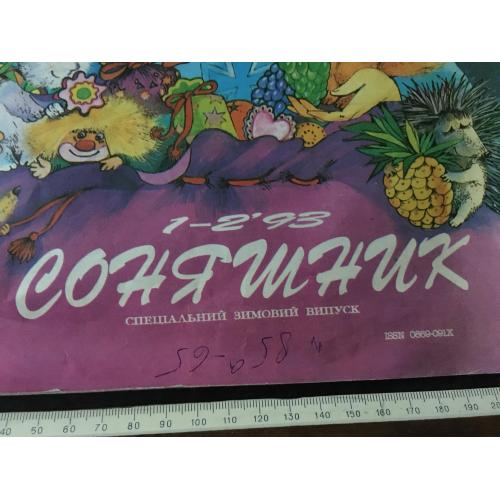 1-2'93
СОНЯШНИК
СПЕЦІАЛЬНИЙ ЗИМОВИЙ ВИПУСК
ISSN 0869-091X
40 50 60 70 80 90 100 110 120 130 140 150 160 170 180 190 200